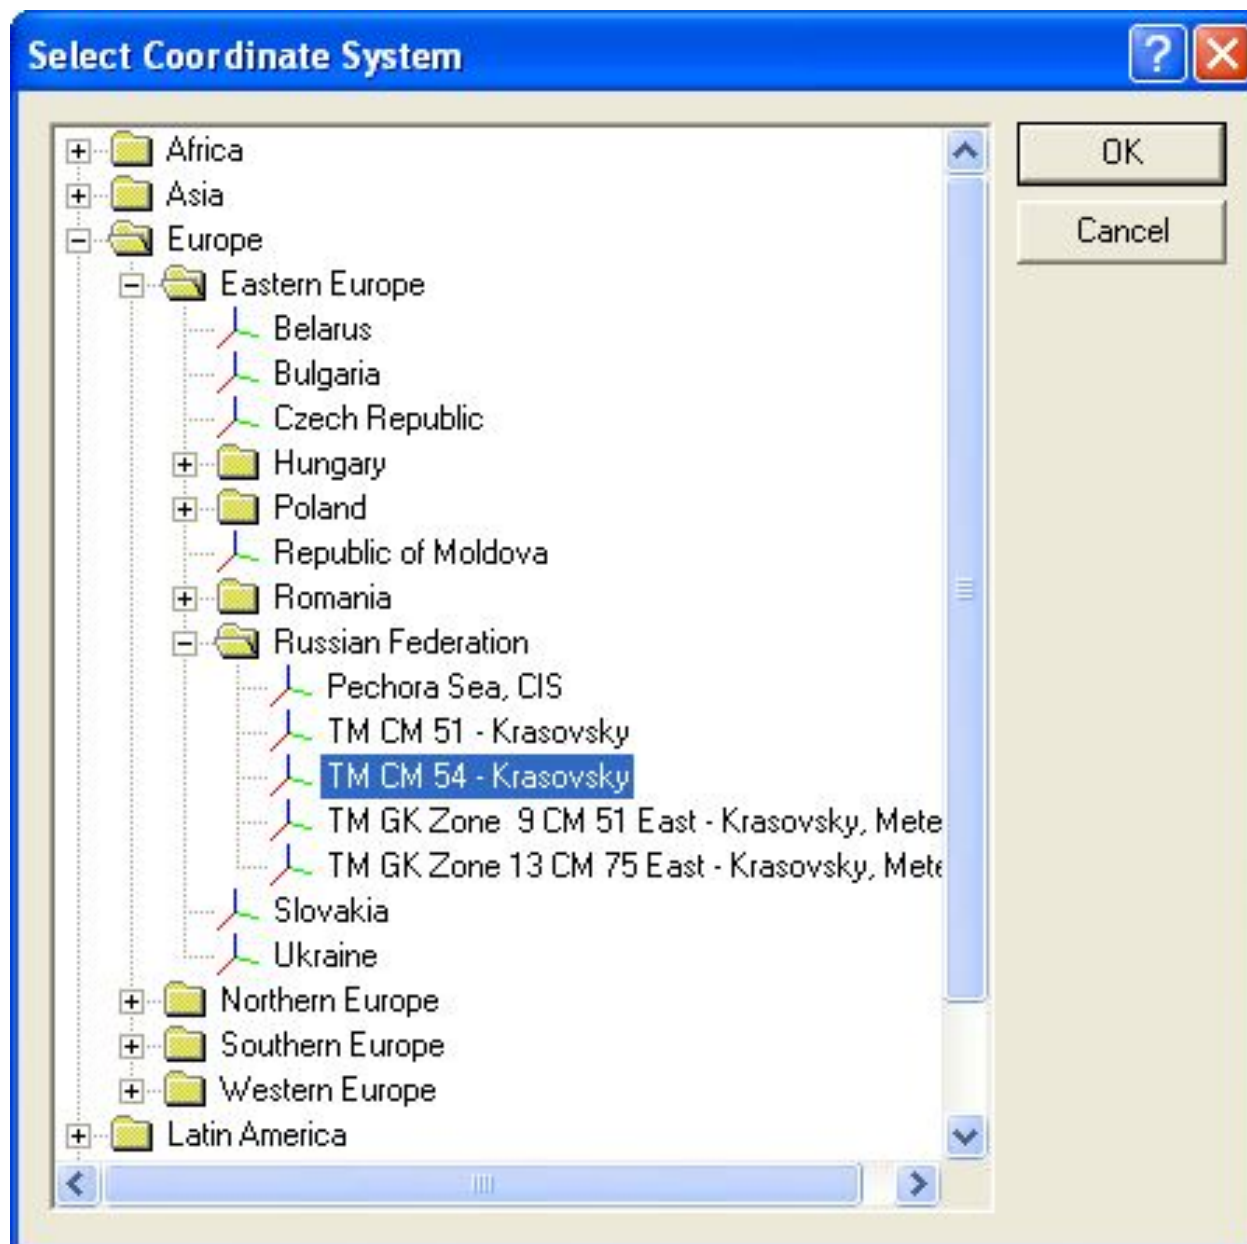 Select Coordinate System
Africa
OK
Asia
Europe
Cancel
Eastern Europe
Belarus
Bulgaria
Czech Republic
Hungary
Poland
Republic of Moldova
Romania
Russian Federation
Pechora Sea, CIS
TM CM 51 - Krasovsky
TM CM 54 - Krasovsky
TM GK Zone  9 CM 51 East - Krasovsky, Mete
TM GK Zone 13 CM 75 East - Krasovsky, Mete
Slovakia
Ukraine
Northern Europe
Southern Europe
Western Europe
Latin America